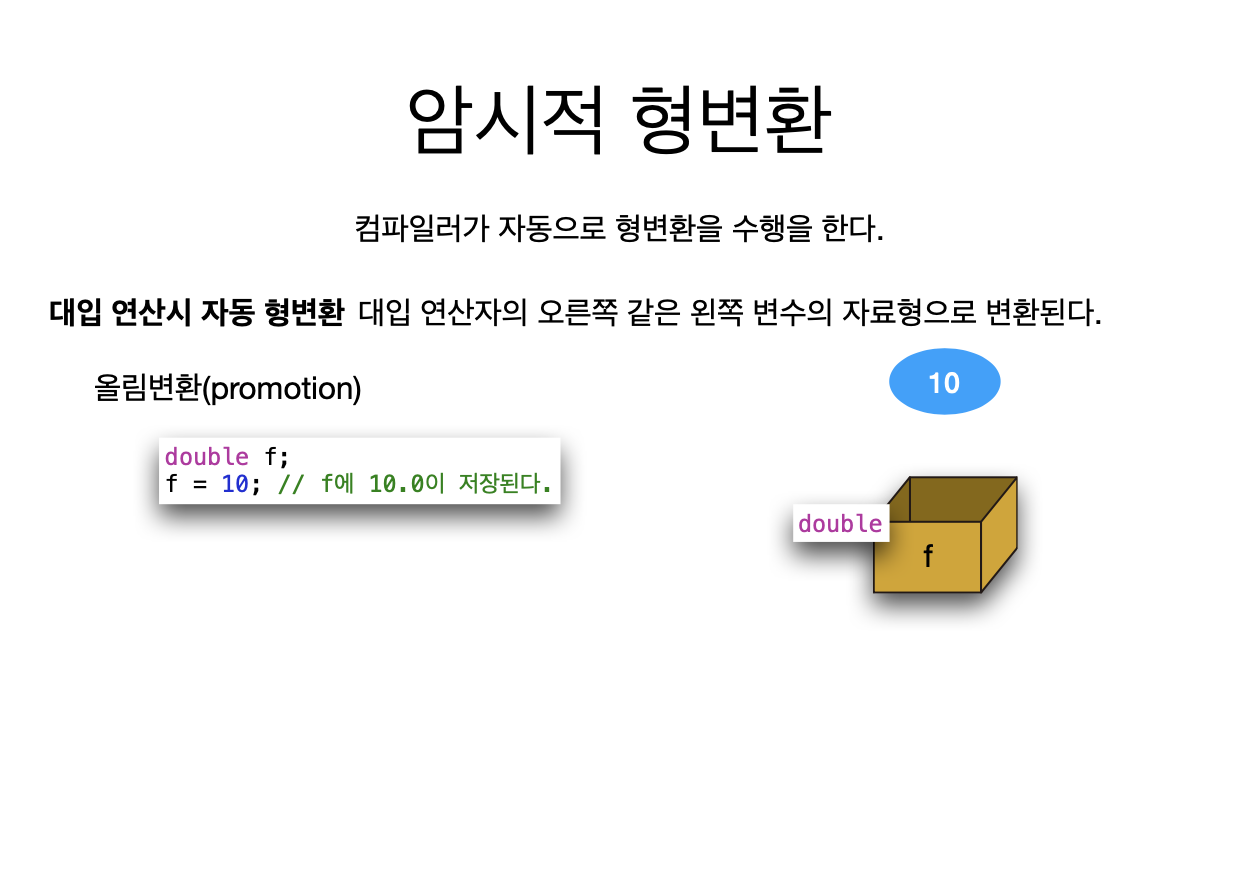 암시적 형변환
컴파일러가 자동으로 형변환을 수행을 한다.
대입 연산시 자동 형변환 대입 연산자의 오른쪽 같은 왼쪽 변수의 자료형으로 변환된다.
올림변환(promotion)
10
double f;
f = 10; // f에 10.0이 저장된다.
double
f